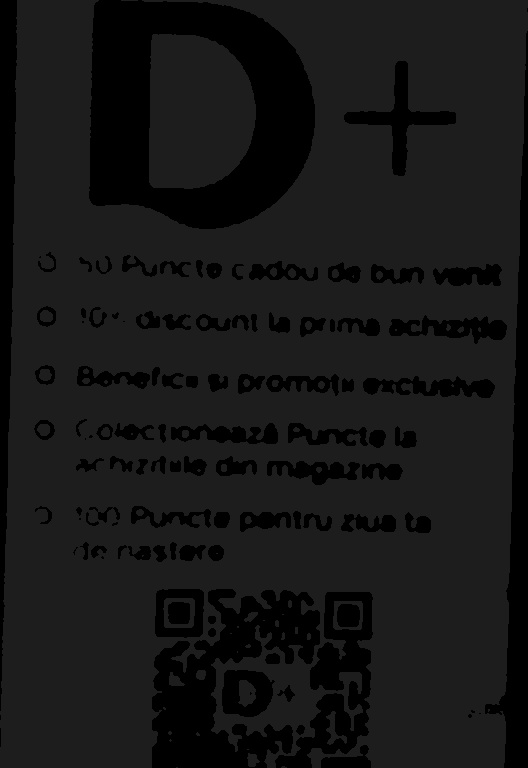 D+
50 Puncte cadou de bun venit
10% discount la prima achiziție
Beneficii și promoții exclusive
Colecționează Puncte la
achizițiile din magazine
100 Puncte pentru ziua ta
de naștere
D+